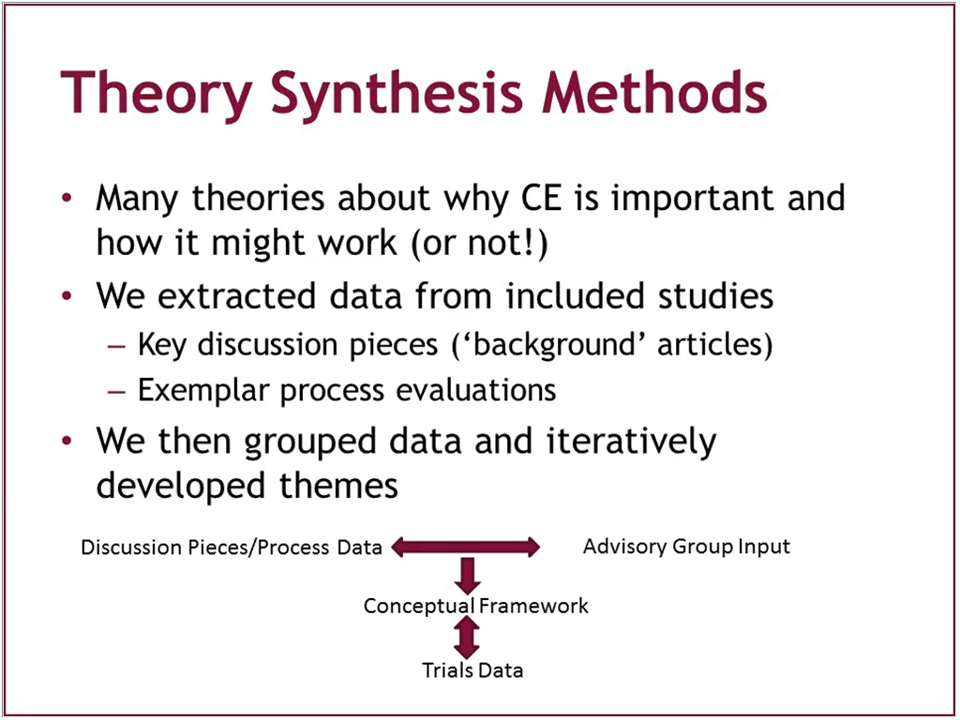 Theory Synthesis Methods
• Many theories about why CE is important and
how it might work (or not!)
• We extracted data from included studies
– Key discussion pieces (‘background’ articles)
– Exemplar process evaluations
• We then grouped data and iteratively
developed themes
Discussion Pieces/Process Data Advisory Group Input
Conceptual Framework
Trials Data